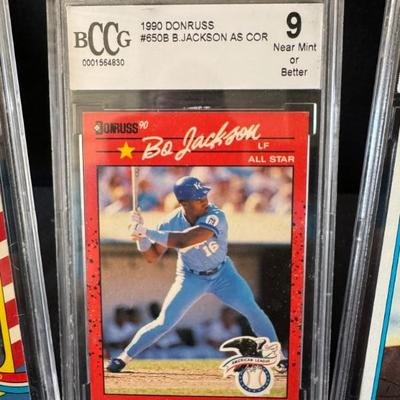 BCCG
0001564830
1990 DONRUSS
#650B B.JACKSON AS COR
9
Near Mint
or
Better
DONRUSS '90
Bo Jackson LF
ALL STAR
K
16
AMERICAN LEAGUE